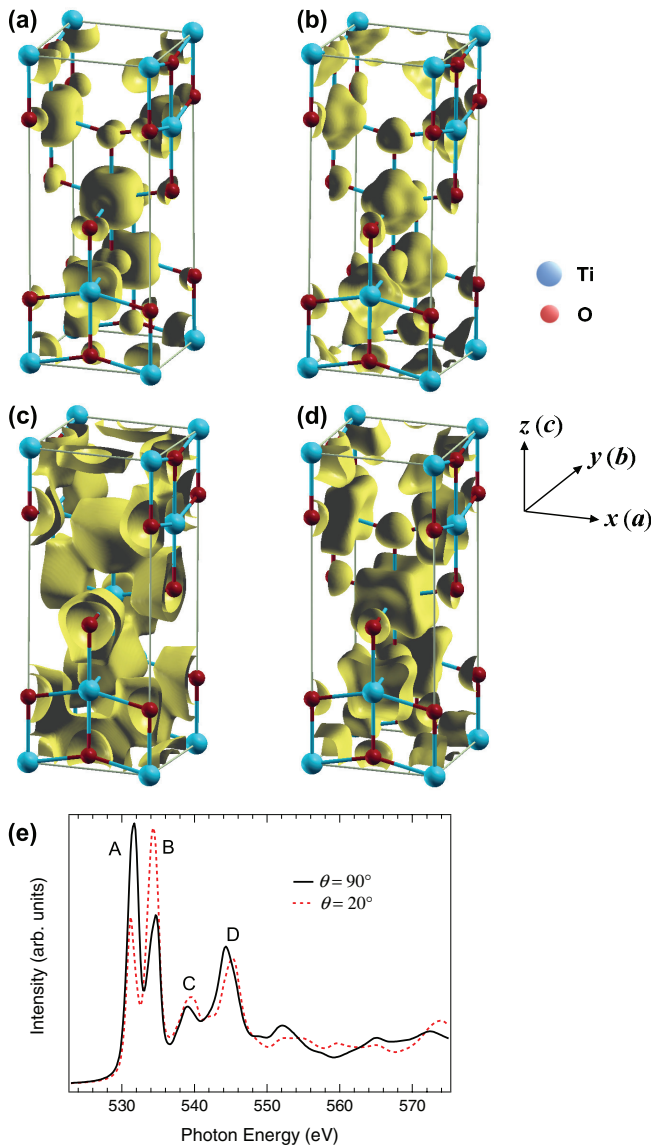 (a)
(b)
Ti
O
(c)
(d)
z (c)
y (b)
x (a)
(e)
A
B
C
D
θ = 90°
θ = 20°
Intensity (arb. units)
530 540 550 560 570
Photon Energy (eV)